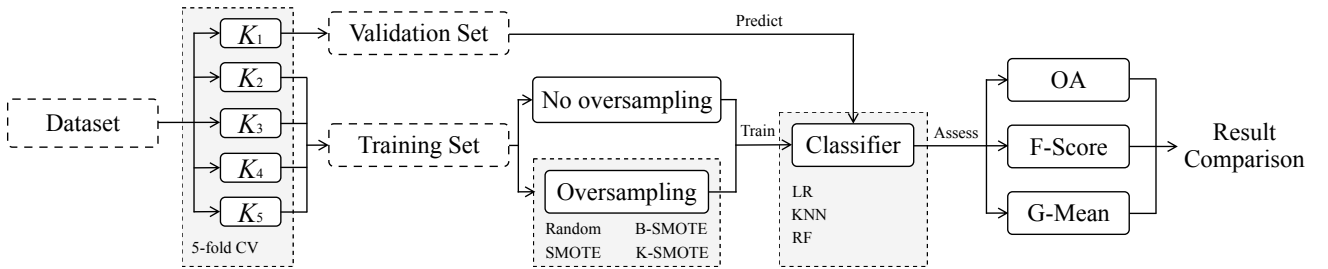 Dataset
K1
K2
K3
K4
K5
5-fold CV
Validation Set
Training Set
Predict
No oversampling
Oversampling
Random B-SMOTE
SMOTE K-SMOTE
Train
Classifier
LR
KNN
RF
Assess
OA
F-Score
G-Mean
Result
Comparison